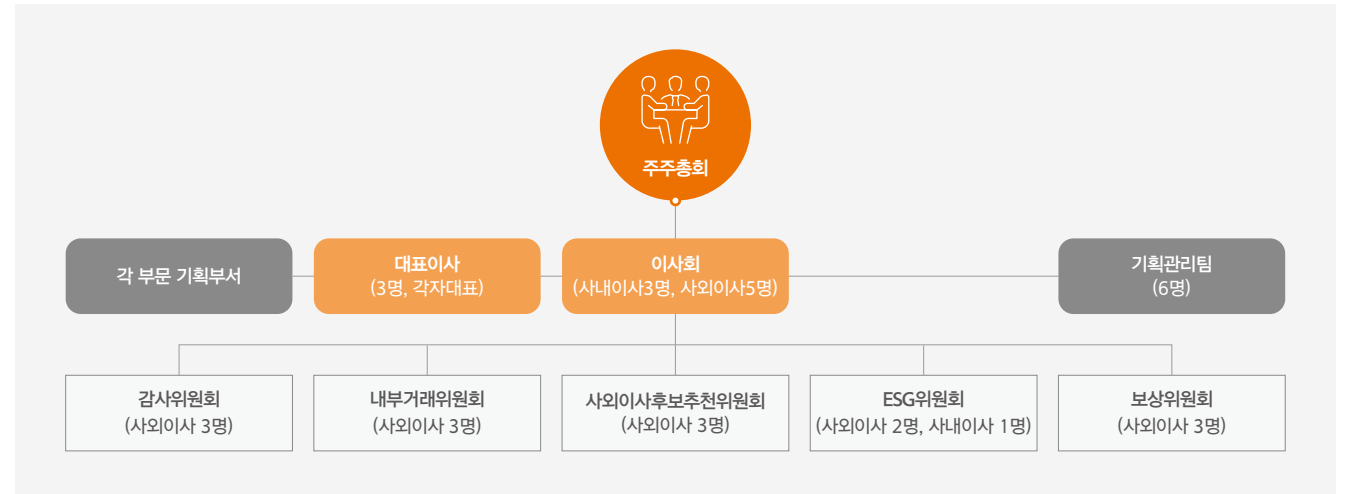 주주총회
각 부문 기획부서
대표이사
(3명, 각자대표)
이사회
(사내이사3명, 사외이사5명)
기획관리팀
(6명)
감사위원회
(사외이사 3명)
내부거래위원회
(사외이사 3명)
사외이사후보추천위원회
(사외이사 3명)
ESG위원회
(사외이사 2명, 사내이사 1명)
보상위원회
(사외이사 3명)